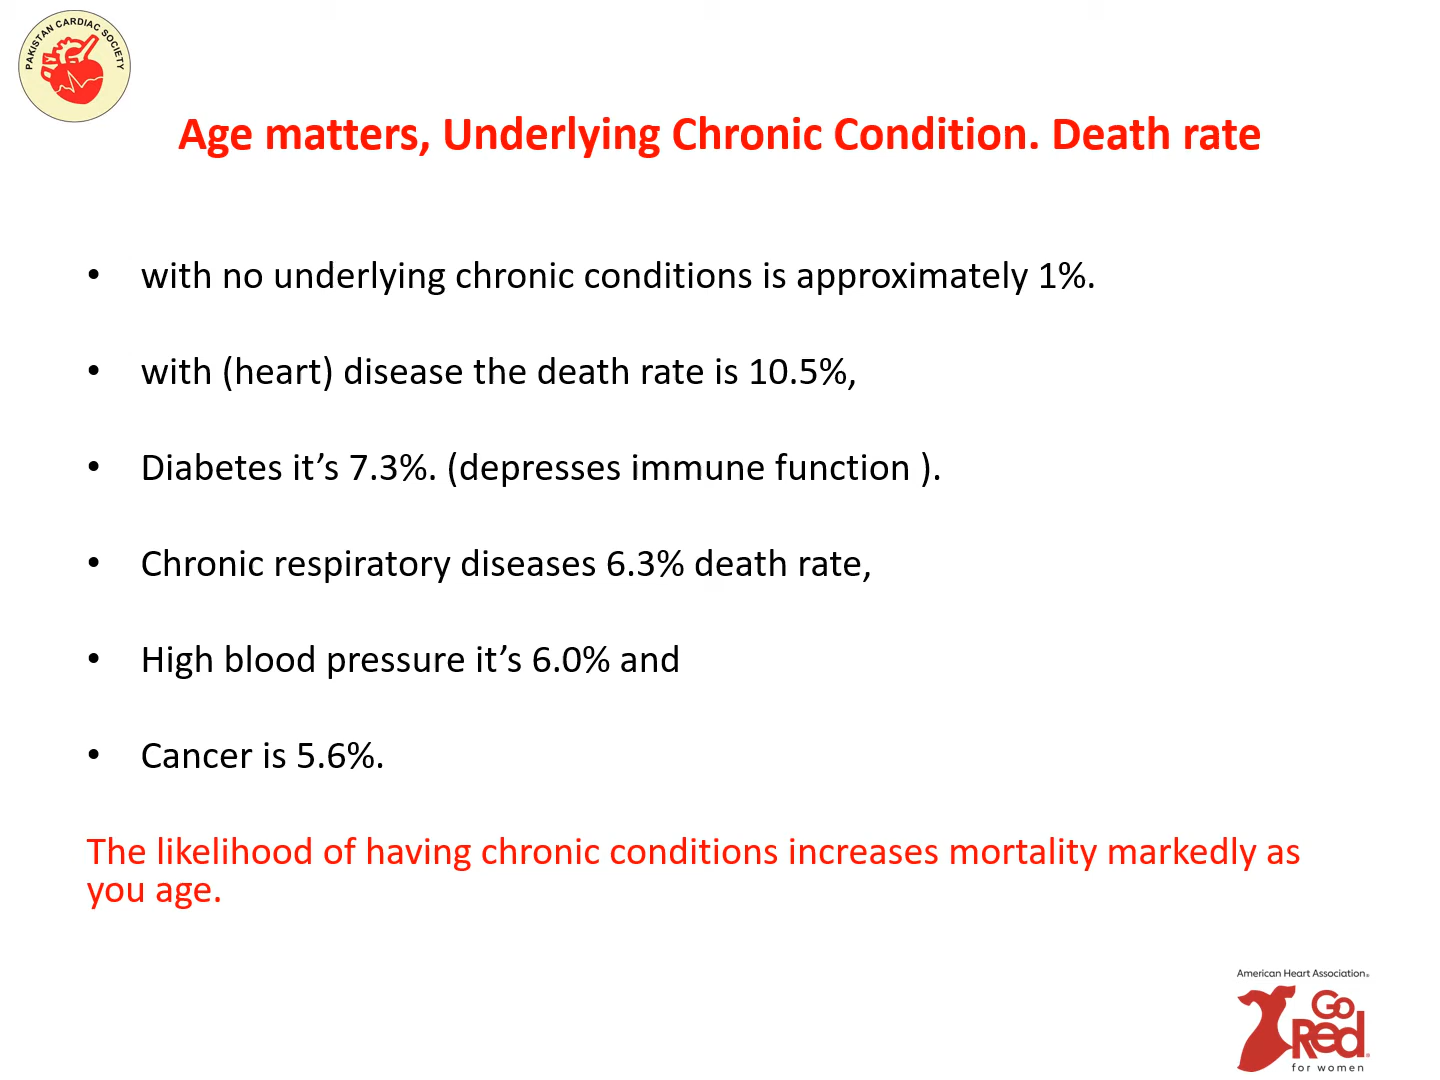 PAKISTAN CARDIAC SOCIETY
Age matters, Underlying Chronic Condition. Death rate
• with no underlying chronic conditions is approximately 1%.
• with (heart) disease the death rate is 10.5%,
• Diabetes it’s 7.3%. (depresses immune function ).
• Chronic respiratory diseases 6.3% death rate,
• High blood pressure it’s 6.0% and
• Cancer is 5.6%.
The likelihood of having chronic conditions increases mortality markedly as
you age.
American Heart Association®
Go
Red®
for women